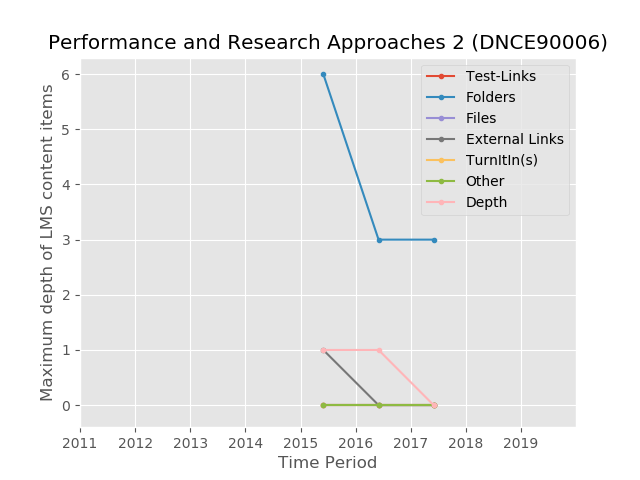 Performance and Research Approaches 2 (DNCE90006)
Maximum depth of LMS content items
6
5
4
3
2
1
0
Test-Links
Folders
Files
External Links
TurnItIn(s)
Other
Depth
2011 2012 2013 2014 2015 2016 2017 2018 2019
Time Period